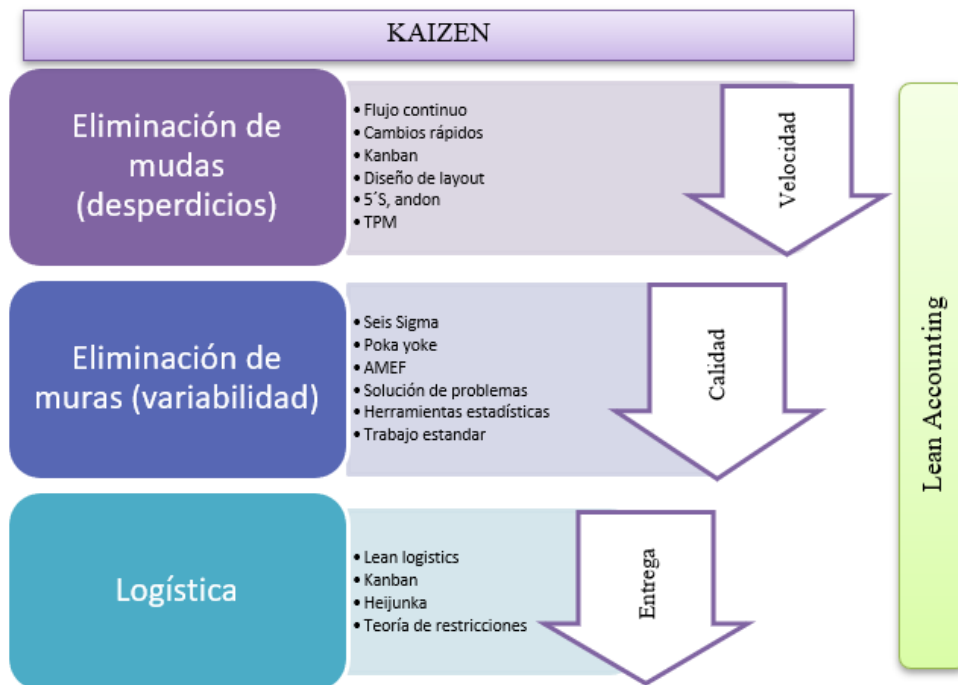 KAIZEN
Eliminación de
mudas
(desperdicios)
• Flujo continuo
• Cambios rápidos
• Kanban
• Diseño de layout
• 5´S, andon
• TPM
Velocidad
Eliminación de
muras (variabilidad)
• Seis Sigma
• Poka yoke
• AMEF
• Solución de problemas
• Herramientas estadísticas
• Trabajo estandar
Calidad
Logística
• Lean logistics
• Kanban
• Heijunka
• Teoría de restricciones
Entrega
Lean Accounting